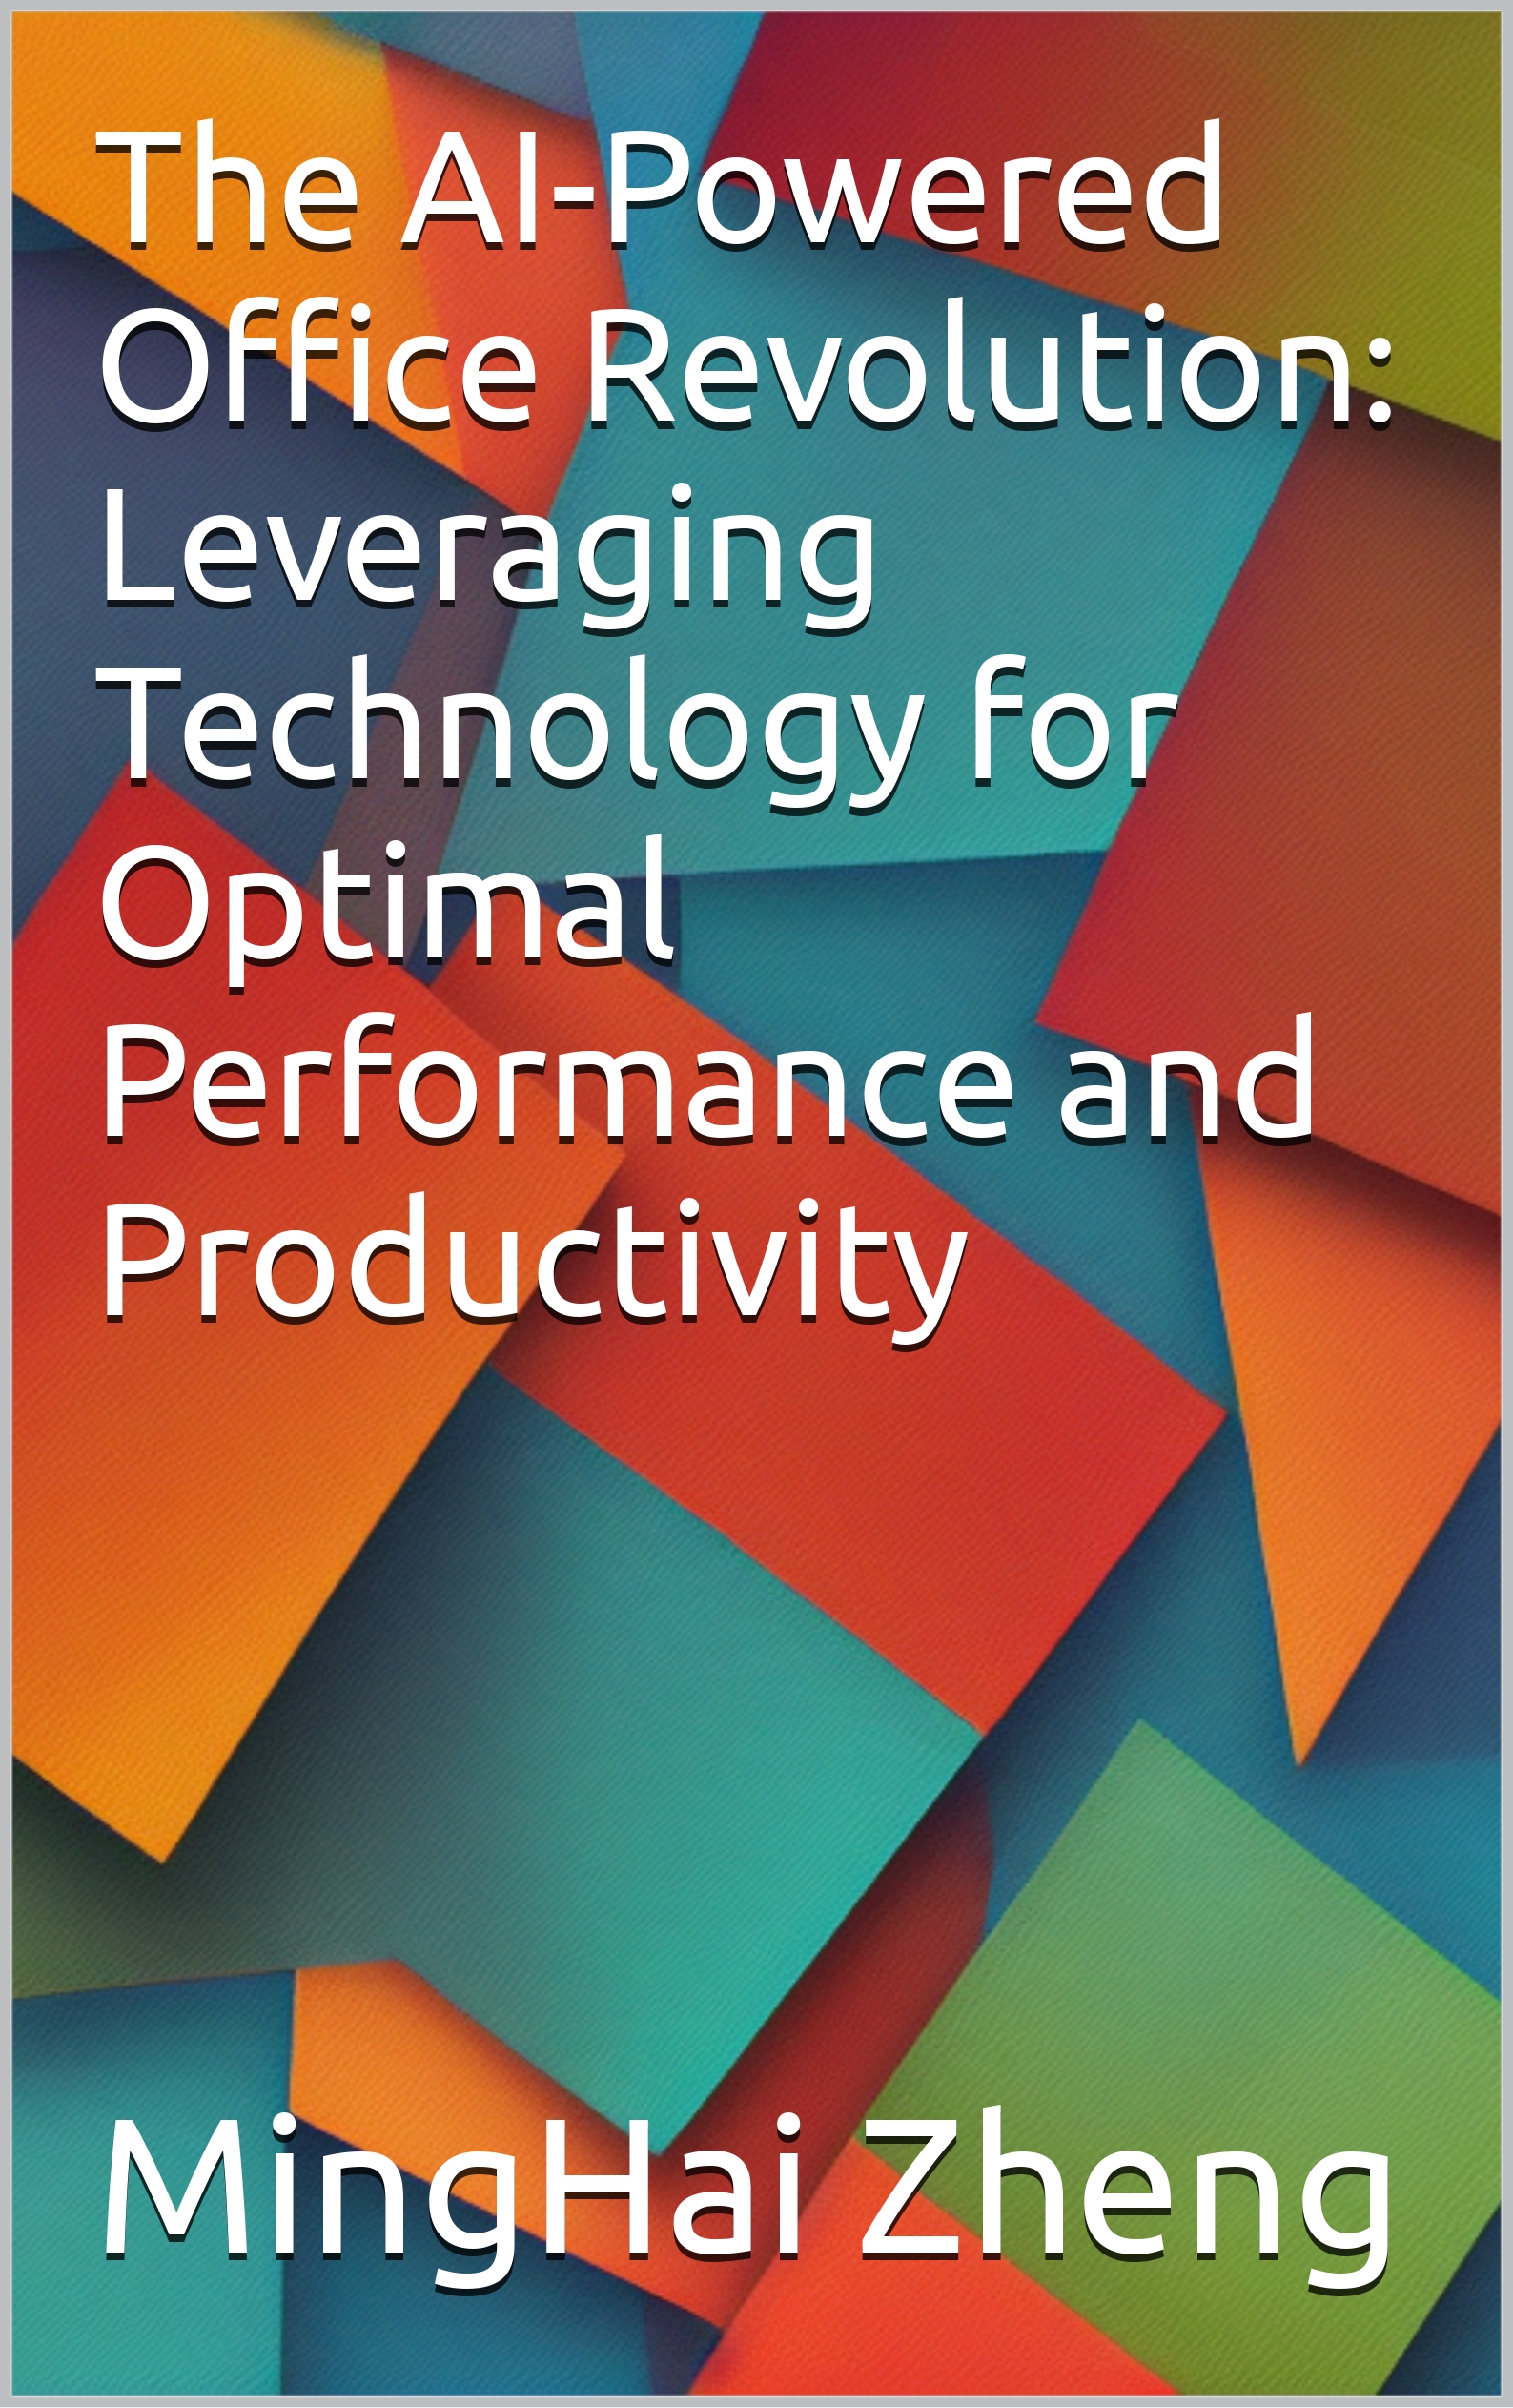 The AI-Powered
Office Revolution:
Leveraging
Technology for
Optimal
Performance and
Productivity
MingHai Zheng